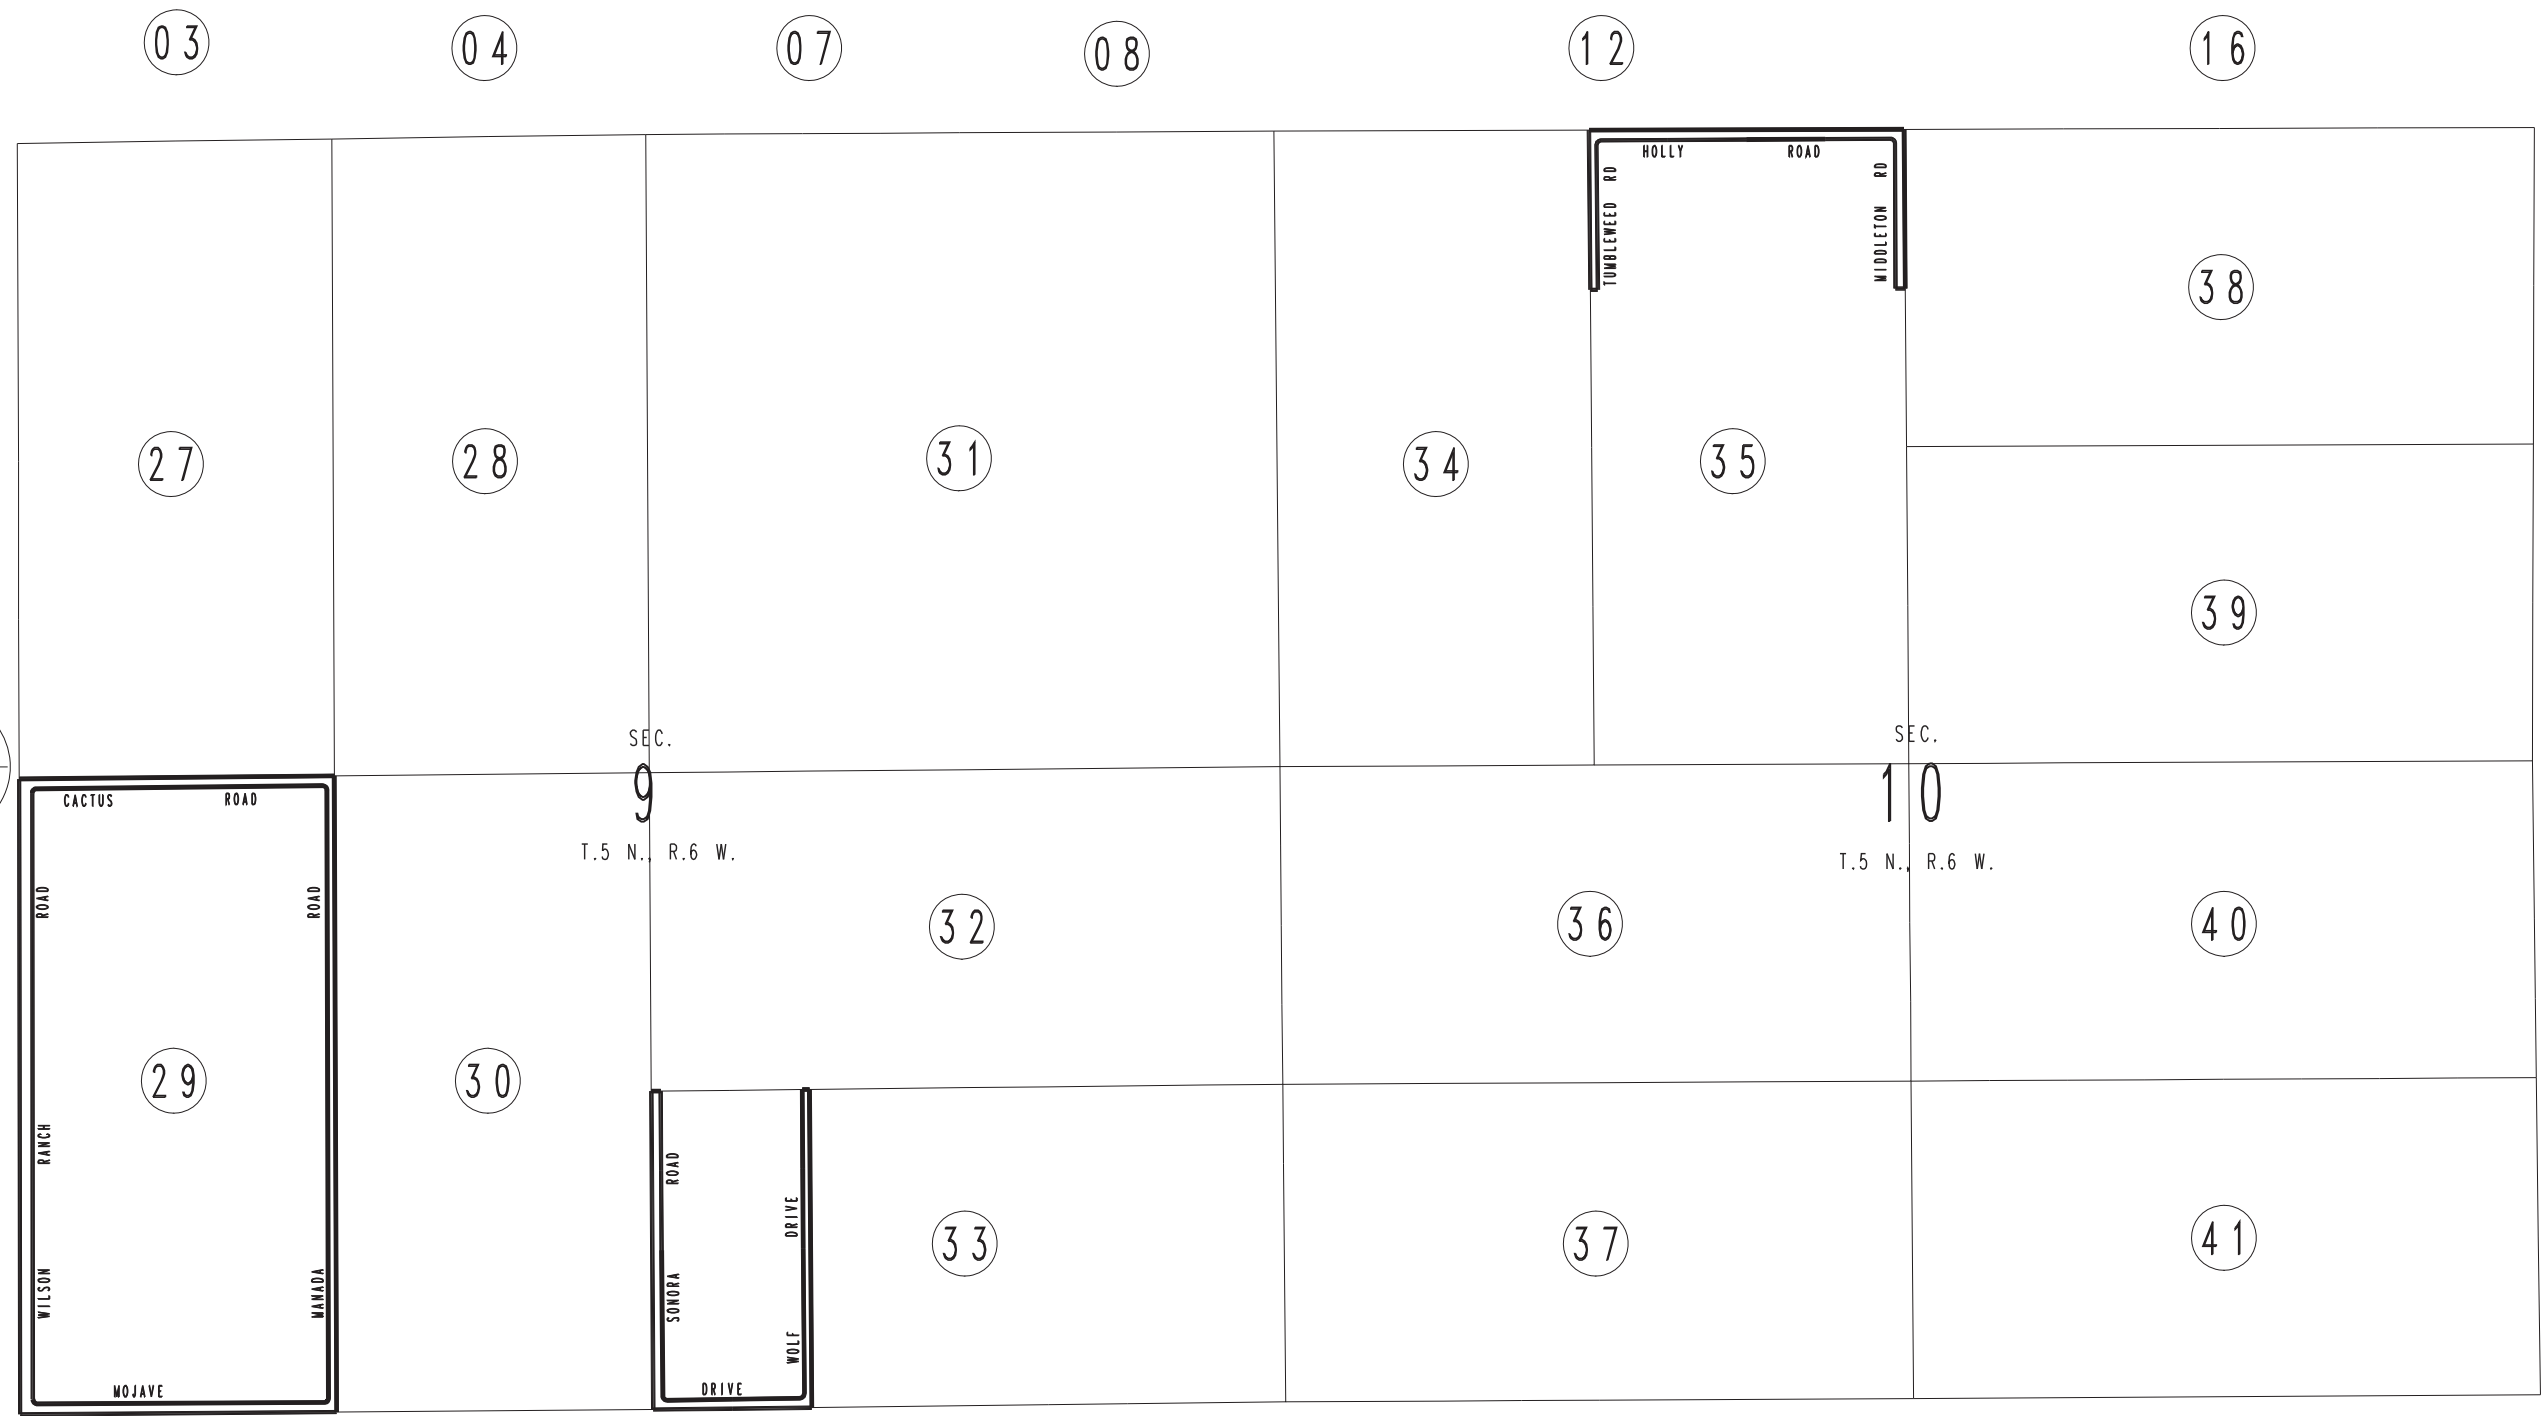 03 04 07 08 12 16
HOLLY ROAD
TUMBLEWEED RD
MIDDLETON RD
38
27 28 31 34 35
39
SEC.
9
T.5 N., R.6 W.
SEC.
10
T.5 N., R.6 W.
CACTUS ROAD
WILSON RANCH ROAD
MANADA ROAD
32 36 40
29 30
SONORA ROAD
WOLF DRIVE
33 37 41
MOJAVE DRIVE